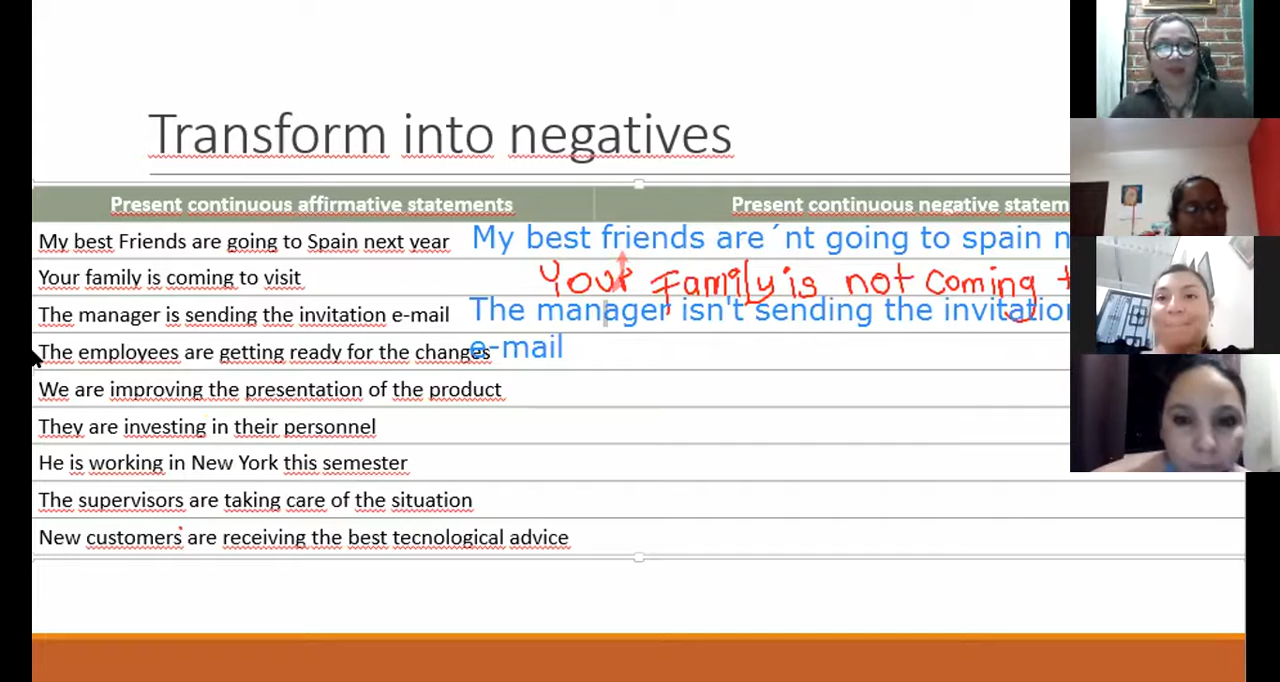 Transform into negatives
Present continuous affirmative statements
Present continuous negative statem
My best Friends are going to Spain next year
My best friends are´nt going to spain n
Your family is coming to visit
Your Family is not coming t
The manager is sending the invitation e-mail
The manager isn't sending the invitation
e-mail
The employees are getting ready for the changes
We are improving the presentation of the product
They are investing in their personnel
He is working in New York this semester
The supervisors are taking care of the situation
New customers are receiving the best tecnological advice